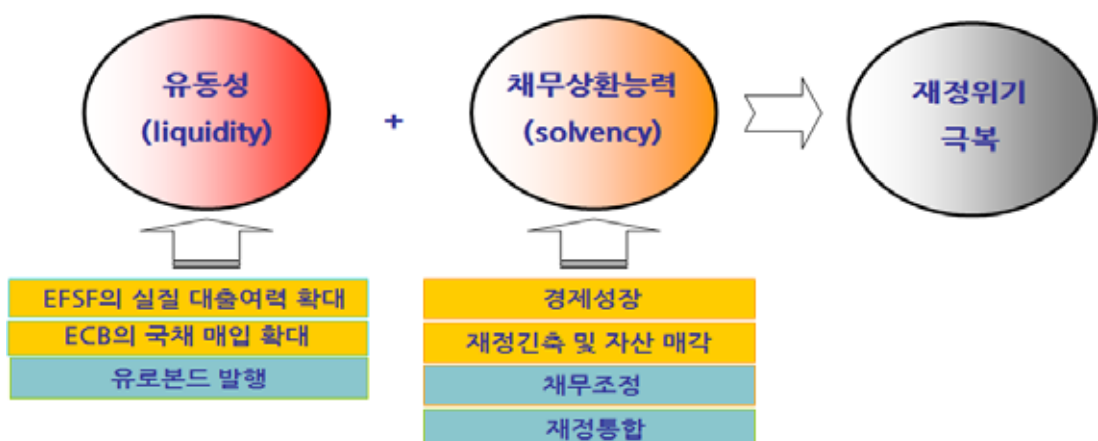 유동성
(liquidity)
+
채무상환능력
(solvency)
재정위기
극복
EFSF의 실질 대출여력 확대
ECB의 국채 매입 확대
유로본드 발행
경제성장
재정긴축 및 자산 매각
채무조정
재정통합